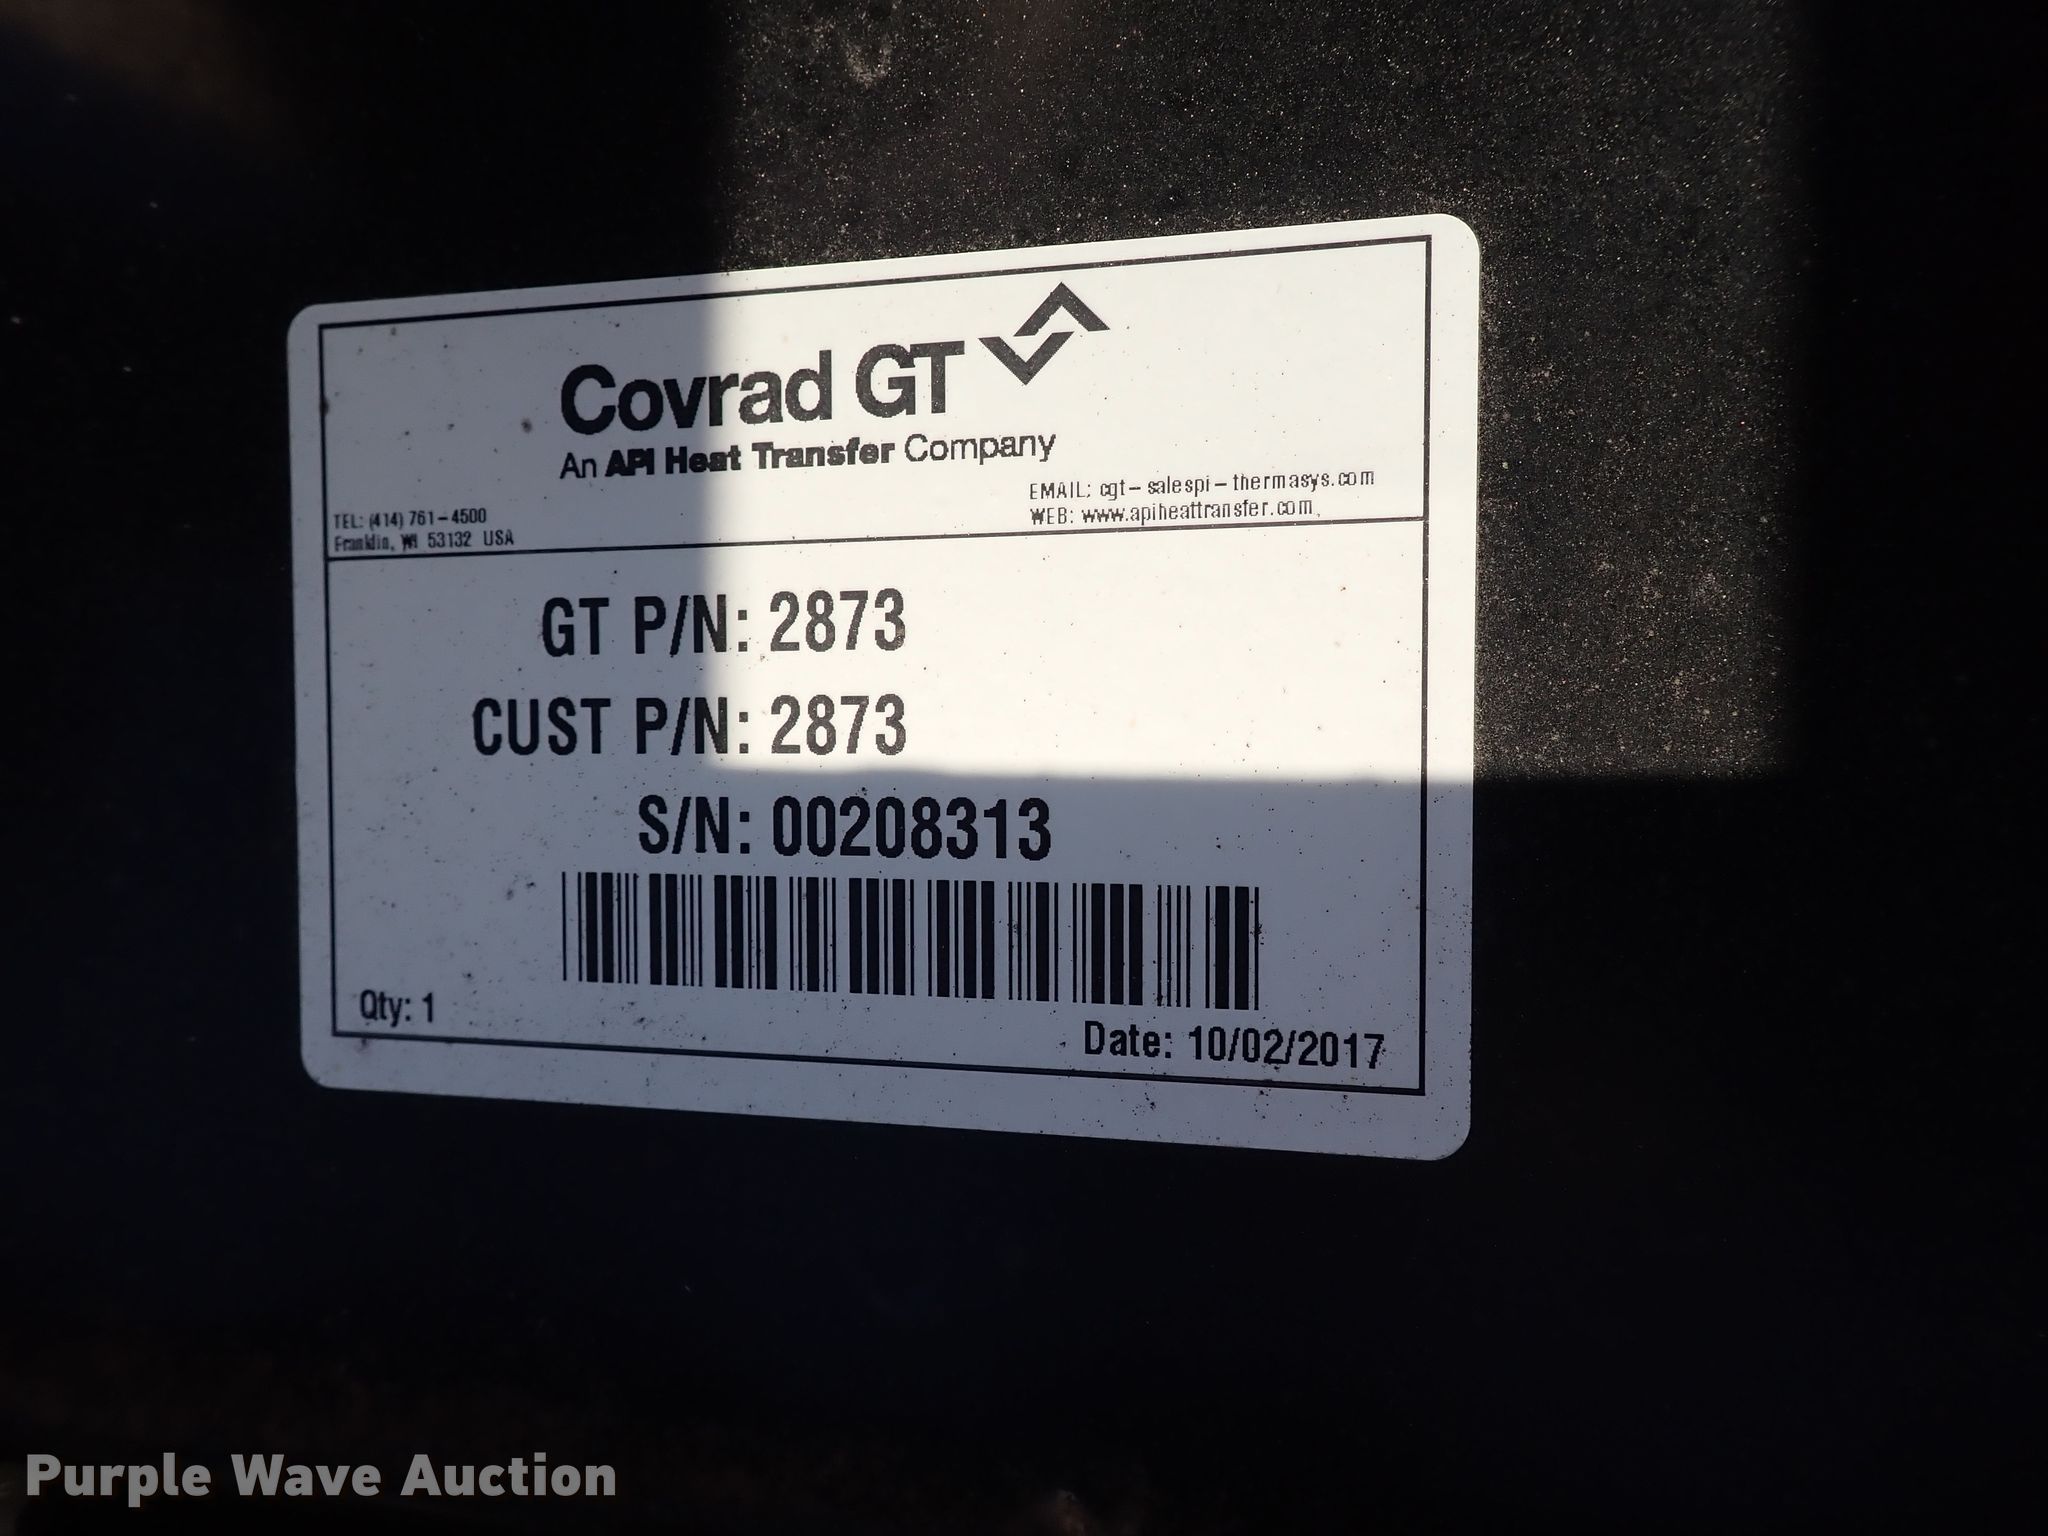 Covrad GT
An API Heat Transfer Company
TEL: (414) 761-4500
Franklin, WI 53132 USA
EMAIL: cgt-salespi-thermasys.com
WEB: www.apiheattransfer.com
GT P/N: 2873
CUST P/N: 2873
S/N: 00208313
Qty: 1
Date: 10/02/2017
Purple Wave Auction